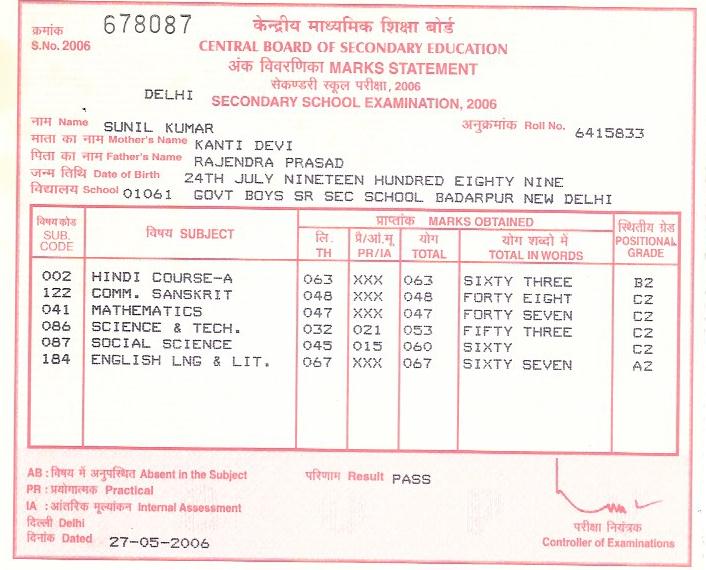 क्रमांक 678087 केन्द्रीय माध्यमिक शिक्षा बोर्ड
S.No. 2006 CENTRAL BOARD OF SECONDARY EDUCATION
अंक विवरणिका MARKS STATEMENT
सेकण्डरी स्कूल परीक्षा, 2006
DELHI SECONDARY SCHOOL EXAMINATION, 2006
नाम Name SUNIL KUMAR अनुक्रमांक Roll No. 6415833
माता का नाम Mother's Name KANTI DEVI
पिता का नाम Father's Name RAJENDRA PRASAD
जन्म तिथि Date of Birth 24TH JULY NINETEEN HUNDRED EIGHTY NINE
विद्यालय School 01061 GOVT BOYS SR SEC SCHOOL BADARPUR NEW DELHI
विषय कोड SUB. CODE विषय SUBJECT प्राप्तांक MARKS OBTAINED स्थितीय ग्रेड POSITIONAL GRADE
लि. TH प्रै/आं.मू PR/IA योग TOTAL योग शब्दो में TOTAL IN WORDS
002 HINDI COURSE-A 063 XXX 063 SIXTY THREE B2
122 COMM. SANSKRIT 048 XXX 048 FORTY EIGHT C2
041 MATHEMATICS 047 XXX 047 FORTY SEVEN C2
086 SCIENCE & TECH. 032 021 053 FIFTY THREE C2
087 SOCIAL SCIENCE 045 015 060 SIXTY C2
184 ENGLISH LNG & LIT. 067 XXX 067 SIXTY SEVEN A2
AB : विषय में अनुपस्थित Absent in the Subject परिणाम Result PASS
PR : प्रयोगात्मक Practical
IA : आंतरिक मूल्यांकन Internal Assessment
दिल्ली Delhi
दिनांक Dated 27-05-2006
परीक्षा नियंत्रक
Controller of Examinations